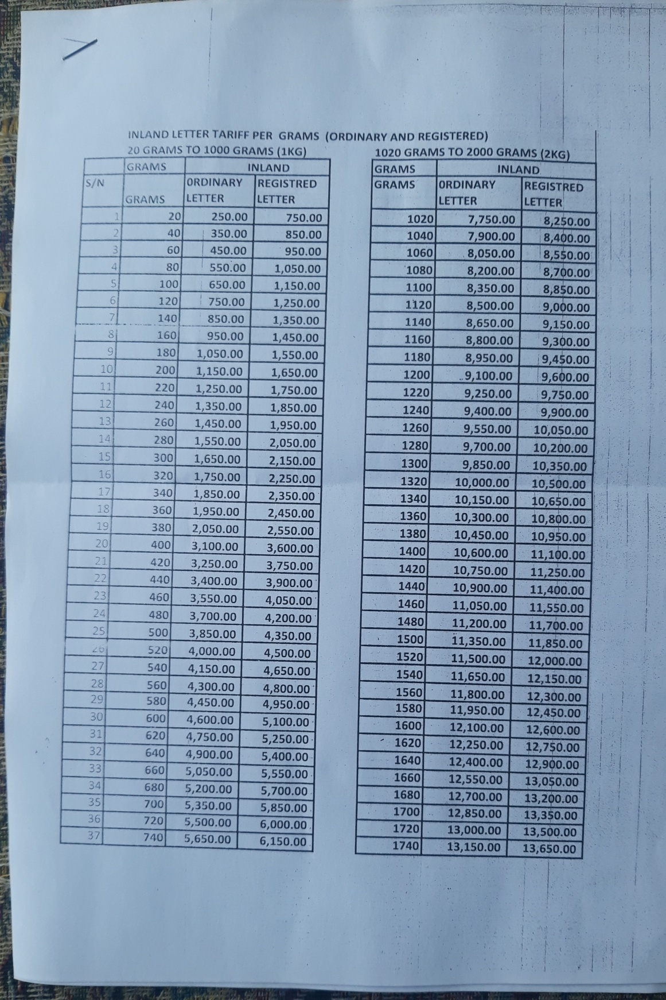 INLAND LETTER TARIFF PER GRAMS (ORDINARY AND REGISTERED)
20 GRAMS TO 1000 GRAMS (1KG) 1020 GRAMS TO 2000 GRAMS (2KG)
GRAMS INLAND GRAMS INLAND
S/N ORDINARY REGISTRED GRAMS ORDINARY REGISTRED
GRAMS LETTER LETTER LETTER LETTER
1 20 250.00 750.00 1020 7,750.00 8,250.00
2 40 350.00 850.00 1040 7,900.00 8,400.00
3 60 450.00 950.00 1060 8,050.00 8,550.00
4 80 550.00 1,050.00 1080 8,200.00 8,700.00
5 100 650.00 1,150.00 1100 8,350.00 8,850.00
6 120 750.00 1,250.00 1120 8,500.00 9,000.00
7 140 850.00 1,350.00 1140 8,650.00 9,150.00
8 160 950.00 1,450.00 1160 8,800.00 9,300.00
9 180 1,050.00 1,550.00 1180 8,950.00 9,450.00
10 200 1,150.00 1,650.00 1200 9,100.00 9,600.00
11 220 1,250.00 1,750.00 1220 9,250.00 9,750.00
12 240 1,350.00 1,850.00 1240 9,400.00 9,900.00
13 260 1,450.00 1,950.00 1260 9,550.00 10,050.00
14 280 1,550.00 2,050.00 1280 9,700.00 10,200.00
15 300 1,650.00 2,150.00 1300 9,850.00 10,350.00
16 320 1,750.00 2,250.00 1320 10,000.00 10,500.00
17 340 1,850.00 2,350.00 1340 10,150.00 10,650.00
18 360 1,950.00 2,450.00 1360 10,300.00 10,800.00
19 380 2,050.00 2,550.00 1380 10,450.00 10,950.00
20 400 3,100.00 3,600.00 1400 10,600.00 11,100.00
21 420 3,250.00 3,750.00 1420 10,750.00 11,250.00
22 440 3,400.00 3,900.00 1440 10,900.00 11,400.00
23 460 3,550.00 4,050.00 1460 11,050.00 11,550.00
24 480 3,700.00 4,200.00 1480 11,200.00 11,700.00
25 500 3,850.00 4,350.00 1500 11,350.00 11,850.00
26 520 4,000.00 4,500.00 1520 11,500.00 12,000.00
27 540 4,150.00 4,650.00 1540 11,650.00 12,150.00
28 560 4,300.00 4,800.00 1560 11,800.00 12,300.00
29 580 4,450.00 4,950.00 1580 11,950.00 12,450.00
30 600 4,600.00 5,100.00 1600 12,100.00 12,600.00
31 620 4,750.00 5,250.00 1620 12,250.00 12,750.00
32 640 4,900.00 5,400.00 1640 12,400.00 12,900.00
33 660 5,050.00 5,550.00 1660 12,550.00 13,050.00
34 680 5,200.00 5,700.00 1680 12,700.00 13,200.00
35 700 5,350.00 5,850.00 1700 12,850.00 13,350.00
36 720 5,500.00 6,000.00 1720 13,000.00 13,500.00
37 740 5,650.00 6,150.00 1740 13,150.00 13,650.00